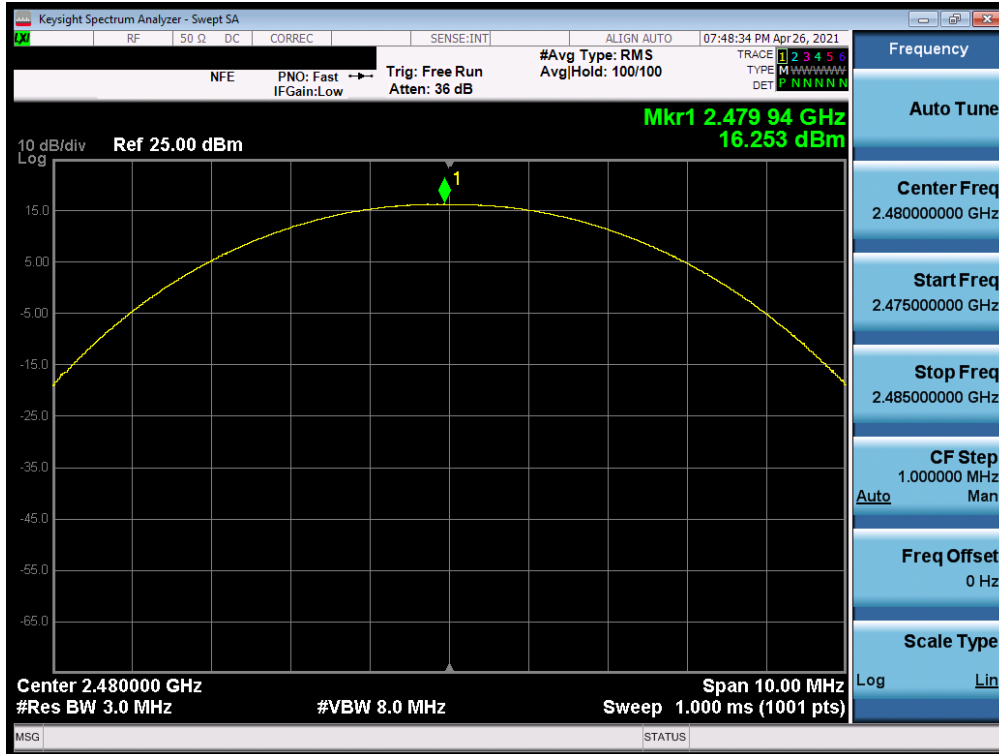 Keysight Spectrum Analyzer - Swept SA
LXI RF 50 Ω DC CORREC SENSE:INT ALIGN AUTO 07:48:34 PM Apr 26, 2021
NFE PNO: Fast Trig: Free Run #Avg Type: RMS TRACE 1 2 3 4 5 6
IFGain:Low Atten: 36 dB Avg|Hold: 100/100 TYPE M WWWWW
DET P N N N N N
Mkr1 2.479 94 GHz
16.253 dBm
10 dB/div Ref 25.00 dBm
Log
1
15.0
5.00
-5.00
-15.0
-25.0
-35.0
-45.0
-55.0
-65.0
Center 2.480000 GHz Span 10.00 MHz
#Res BW 3.0 MHz #VBW 8.0 MHz Sweep 1.000 ms (1001 pts)
MSG STATUS
Frequency
Auto Tune
Center Freq
2.480000000 GHz
Start Freq
2.475000000 GHz
Stop Freq
2.485000000 GHz
CF Step
1.000000 MHz
Auto Man
Freq Offset
0 Hz
Scale Type
Log Lin